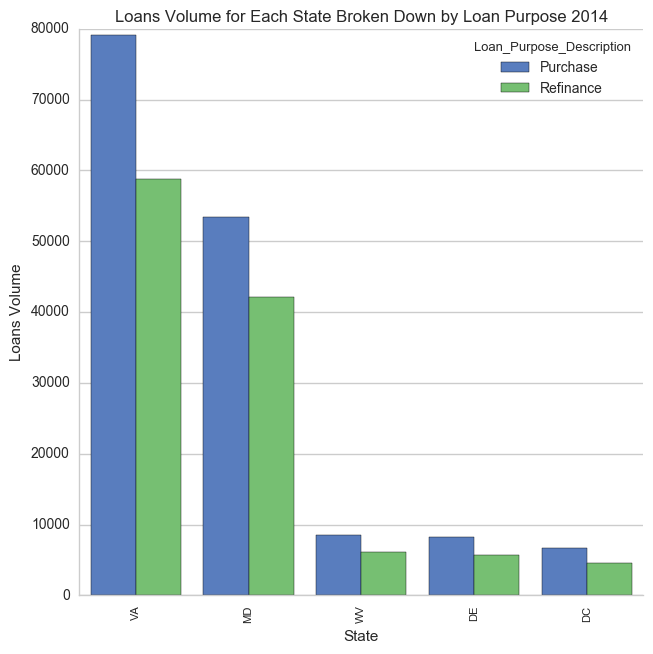 Loans Volume for Each State Broken Down by Loan Purpose 2014
Loan_Purpose_Description
Purchase
Refinance
80000
70000
60000
50000
40000
30000
20000
10000
0
Loans Volume
VA
MD
WV
DE
DC
State